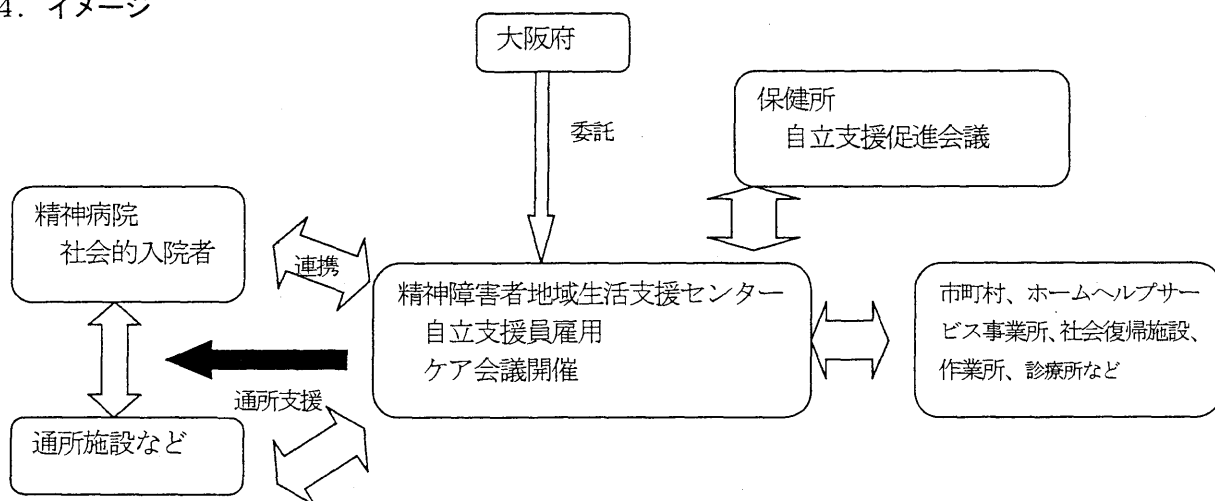 4．イメージ
大阪府
委託
保健所
自立支援促進会議
精神病院
社会的入院者
連携
精神障害者地域生活支援センター
自立支援員雇用
ケア会議開催
市町村、ホームヘルプサー
ビス事業所、社会復帰施設、
作業所、診療所など
通所支援
通所施設など